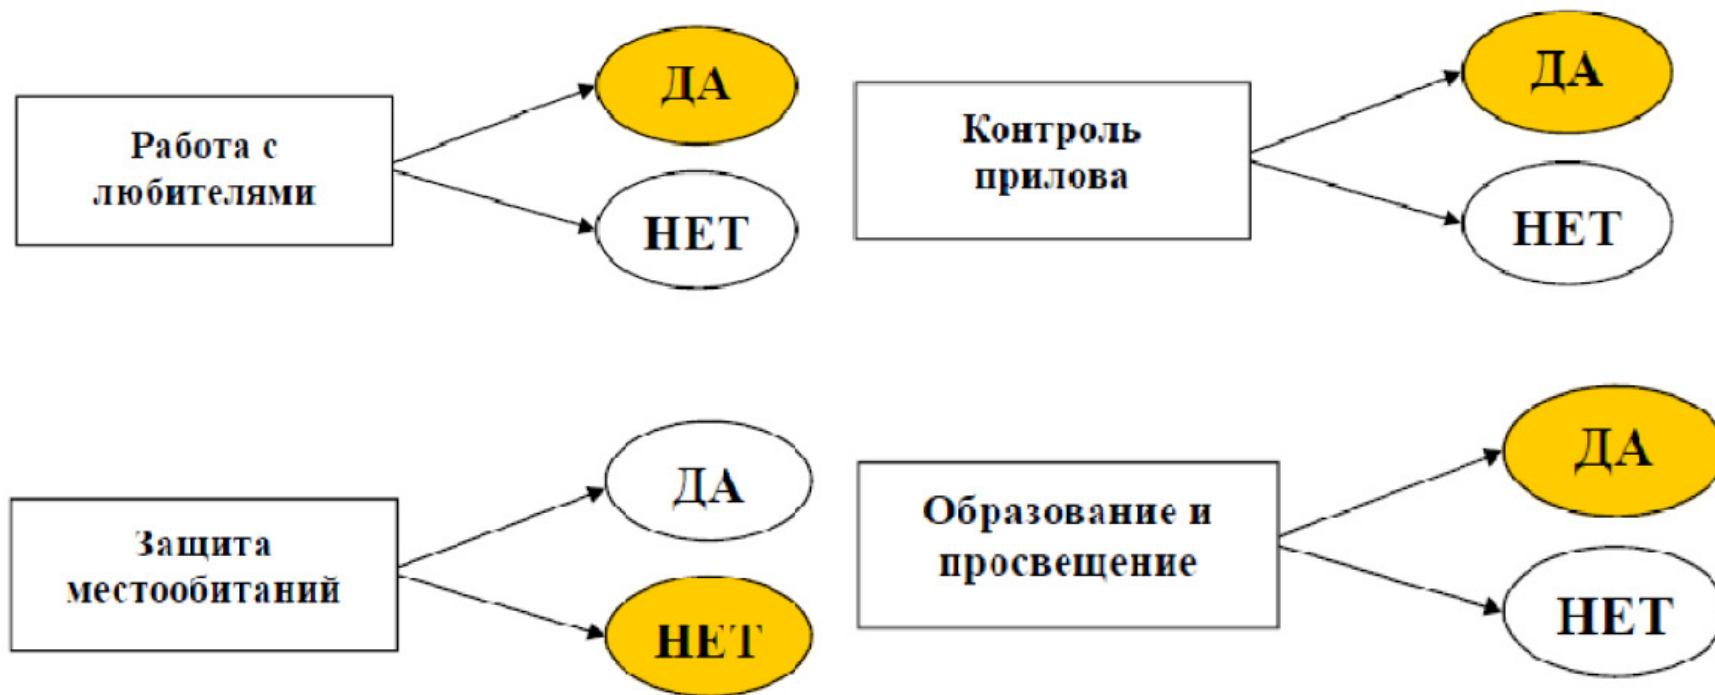 Работа с
любителями
ДА
НЕТ
Контроль
прилова
ДА
НЕТ
Защита
местообитаний
ДА
НЕТ
Образование и
просвещение
ДА
НЕТ